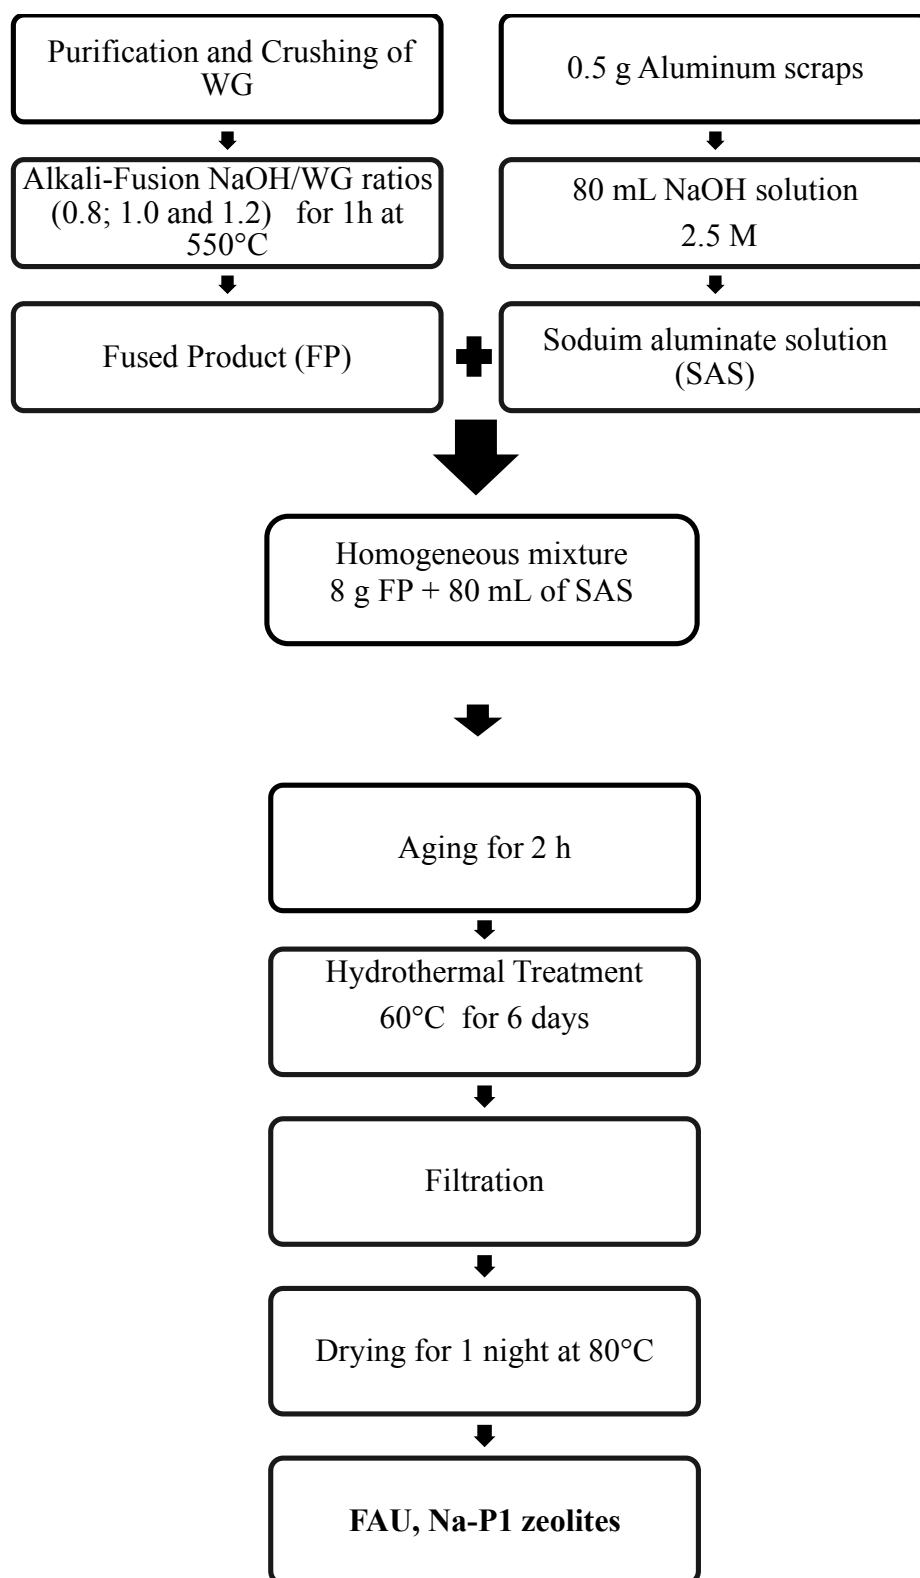 Purification and Crushing of
WG
0.5 g Aluminum scraps
Alkali-Fusion NaOH/WG ratios
(0.8; 1.0 and 1.2) for 1h at
550°C
80 mL NaOH solution
2.5 M
Fused Product (FP)
Soduim aluminate solution
(SAS)
Homogeneous mixture
8 g FP + 80 mL of SAS
Aging for 2 h
Hydrothermal Treatment
60°C for 6 days
Filtration
Drying for 1 night at 80°C
FAU, Na-P1 zeolites